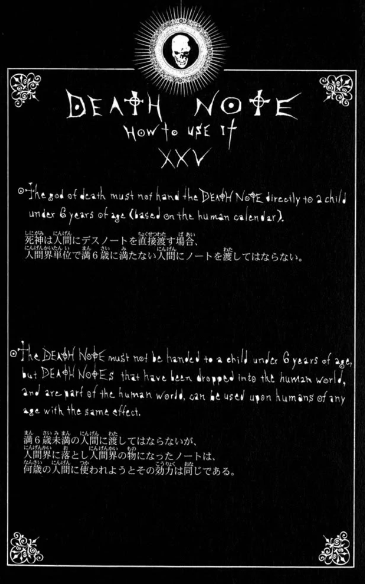 DEATH NOTE
HOW to USE It
XXV
The god of death must not hand the DEATH NOTE directly to a child
under 6 years of age (based on the human calendar).
死神は人間にデスノートを直接渡す場合、
人間界単位で満6歳に満たない人間にノートを渡してはならない。
The DEATH NOTE must not be handed to a child under 6 years of age,
but DEATH NOTES that have been dropped into the human world,
and are part of the human world, can be used upon humans of any
age with the same effect.
満6歳未満の人間に渡してはならないが、
人間界に落とし人間界の物になったノートは、
何歳の人間に使われようとその効力は同じである。